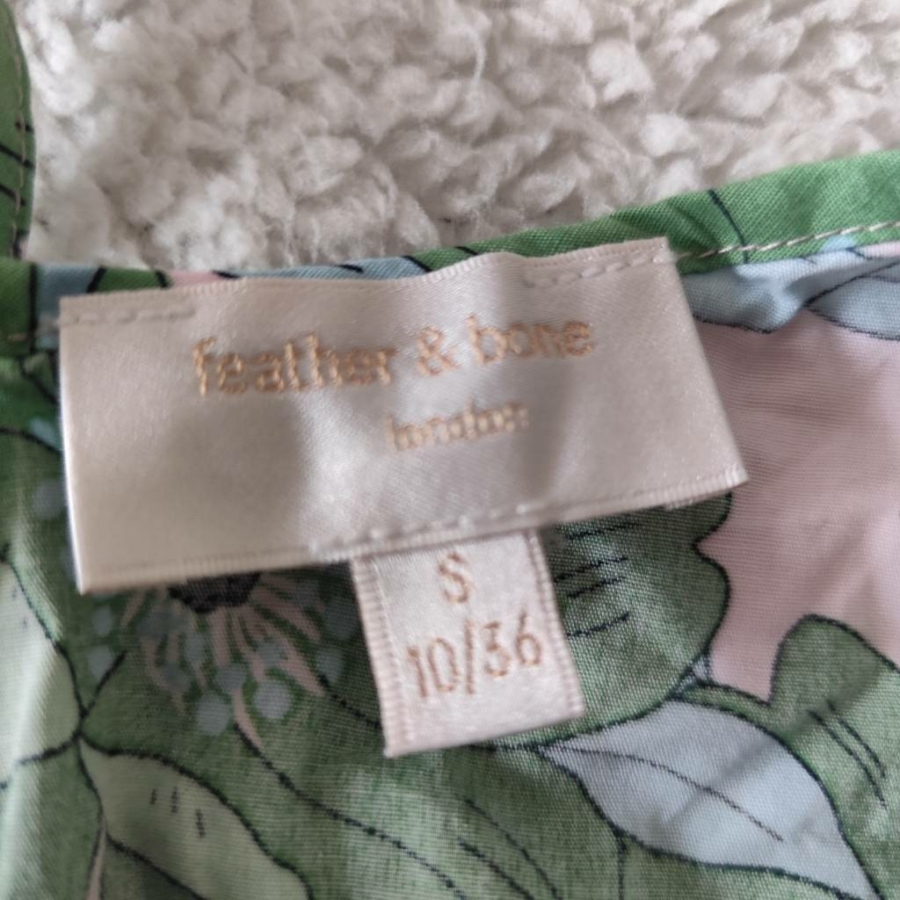 feather & bone
london
S
10/36